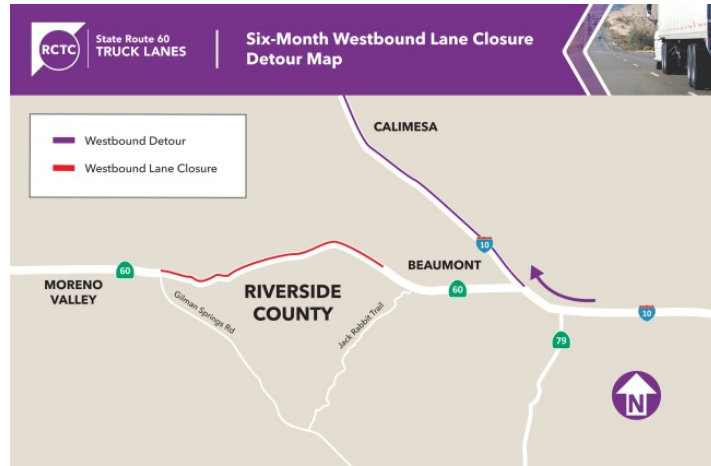 RCTC
State Route 60
TRUCK LANES
Six-Month Westbound Lane Closure
Detour Map
Westbound Detour
Westbound Lane Closure
CALIMESA
10
BEAUMONT
60
MORENO
VALLEY
RIVERSIDE
COUNTY
60
10
Gilman Springs Rd
Jack Rabbit Trail
79
N